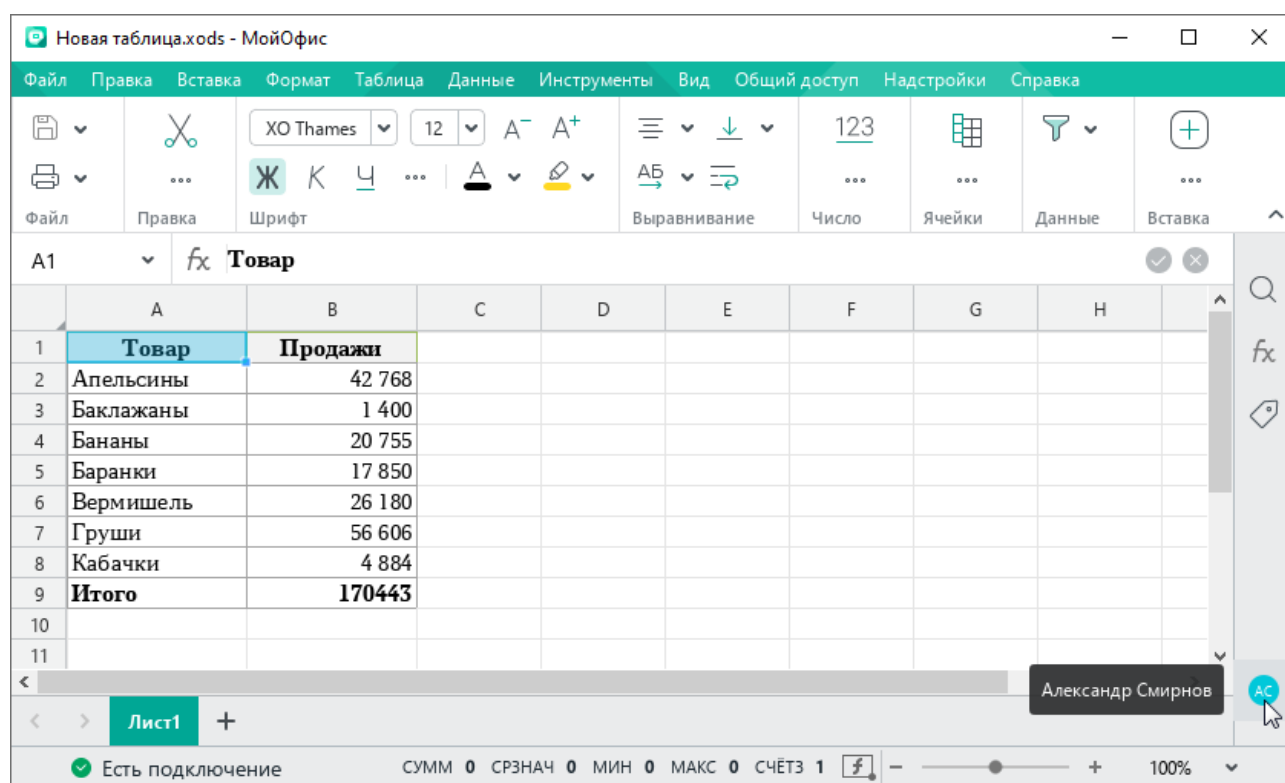 Новая таблица.xods - МойОфис
Файл Правка Вставка Формат Таблица Данные Инструменты Вид Общий доступ Надстройки Справка
XO Thames 12 A⁻ A⁺ 123
Ж К Ч A АБ
Файл Правка Шрифт Выравнивание Число Ячейки Данные Вставка
A1 fx Товар
A B C D E F G H
1 Товар Продажи
2 Апельсины 42 768
3 Баклажаны 1 400
4 Бананы 20 755
5 Баранки 17 850
6 Вермишель 26 180
7 Груши 56 606
8 Кабачки 4 884
9 Итого 170443
10
11
fx
Александр Смирнов АС
Лист1
Есть подключение СУММ 0 СРЗНАЧ 0 МИН 0 МАКС 0 СЧЁТЗ 1 f 100%